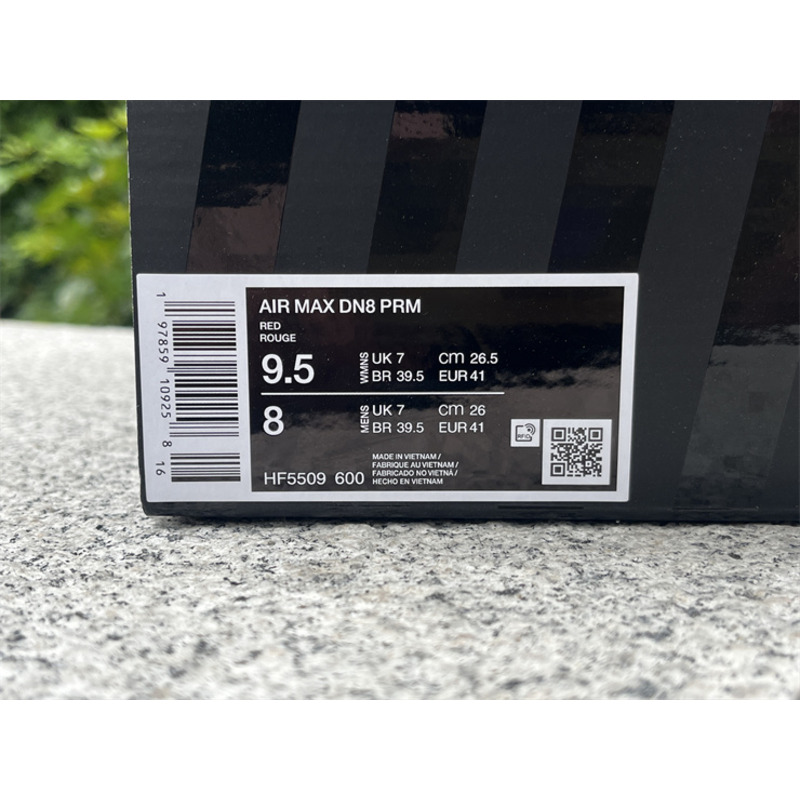 AIR MAX DN8 PRM
RED
ROUGE
9.5 WMNS UK 7 cm 26.5
BR 39.5 EUR 41
8 MENS UK 7 cm 26
BR 39.5 EUR 41
HF5509 600
MADE IN VIETNAM /
FABRIQUE AU VIETNAM /
FABRICADO NO VIETNÃ /
HECHO EN VIETNAM
RFID
1 97859 10925 8 16